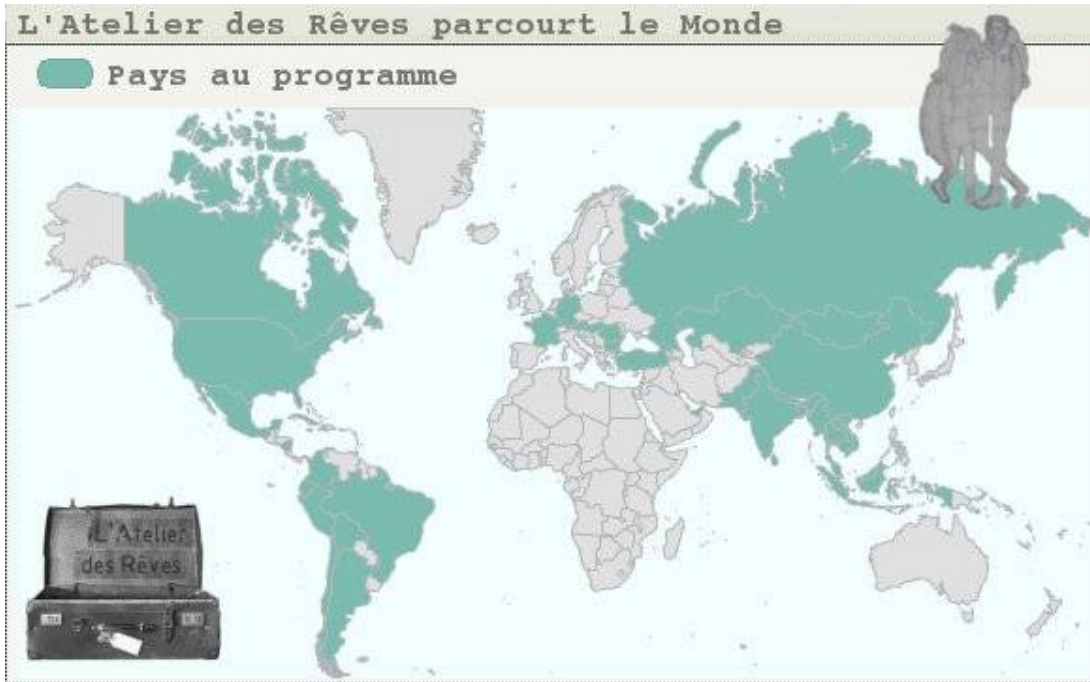 L'Atelier des Rêves parcourt le Monde
Pays au programme
L'Atelier
des Rêves